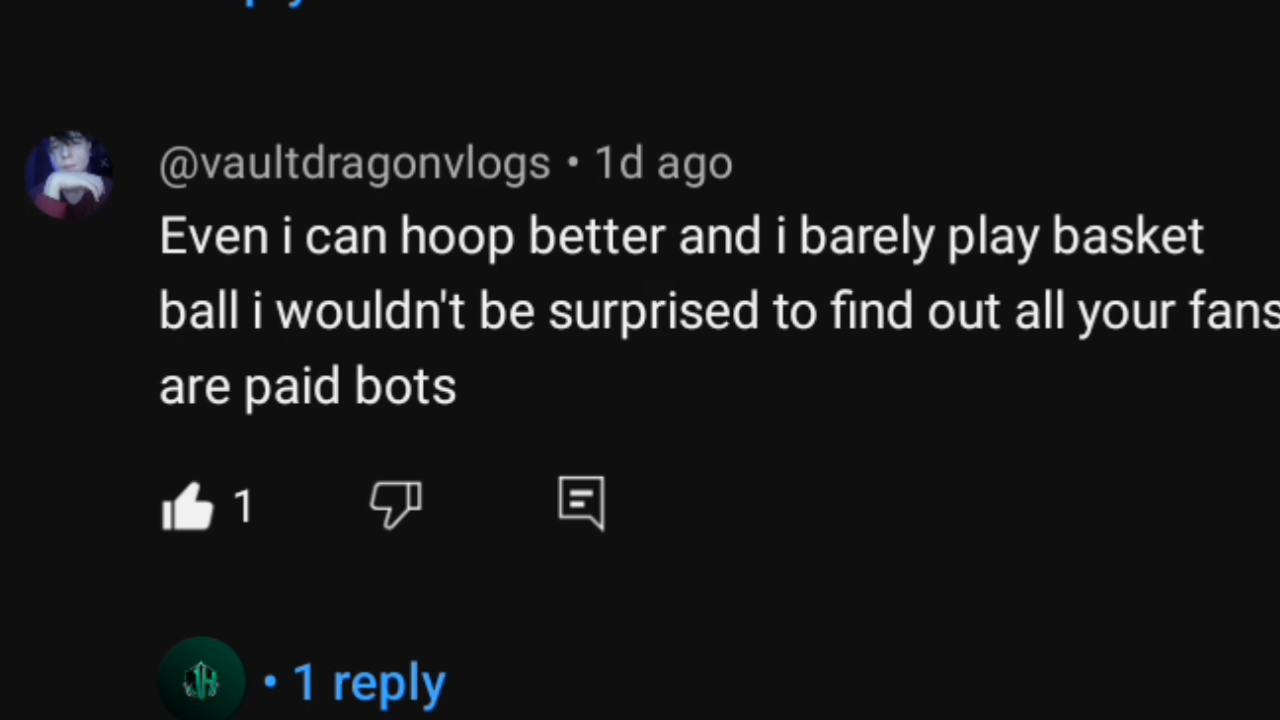 @vaultdragonvlogs • 1d ago
Even i can hoop better and i barely play basket
ball i wouldn't be surprised to find out all your fans
are paid bots
1
• 1 reply